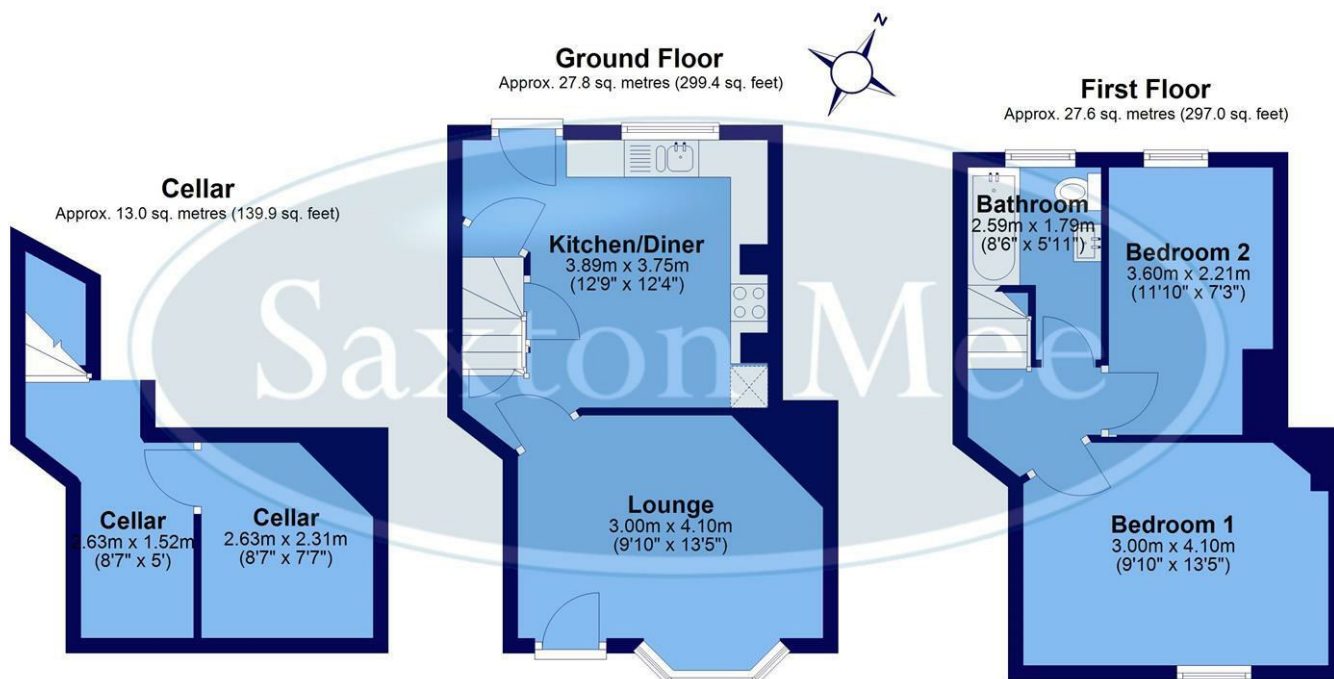 N
Ground Floor
Approx. 27.8 sq. metres (299.4 sq. feet)
First Floor
Approx. 27.6 sq. metres (297.0 sq. feet)
Cellar
Approx. 13.0 sq. metres (139.9 sq. feet)
Kitchen/Diner
3.89m x 3.75m
(12'9" x 12'4")
Bathroom
2.59m x 1.79m
(8'6" x 5'11")
Bedroom 2
3.60m x 2.21m
(11'10" x 7'3")
Saxton Mee
Cellar
2.63m x 1.52m
(8'7" x 5')
Cellar
2.63m x 2.31m
(8'7" x 7'7")
Lounge
3.00m x 4.10m
(9'10" x 13'5")
Bedroom 1
3.00m x 4.10m
(9'10" x 13'5")